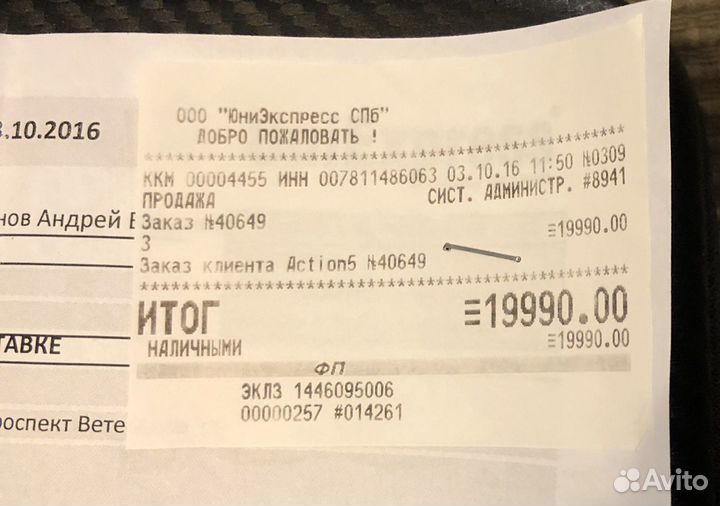 .10.2016
нов Андрей
ТАВКЕ
роспект Вете
ООО "ЮниЭкспресс СПб"
ДОБРО ПОЖАЛОВАТЬ !
************************************************
ККМ 00004455 ИНН 007811486063 03.10.16 11:50 №0309
ПРОДАЖА СИСТ. АДМИНИСТР. #8941
Заказ №40649
3 ≡19990.00
Заказ клиента Action5 №40649
************************************************
ИТОГ ≡19990.00
НАЛИЧНЫМИ ≡19990.00
ФП
ЭКЛЗ 1446095006
00000257 #014261
Avito